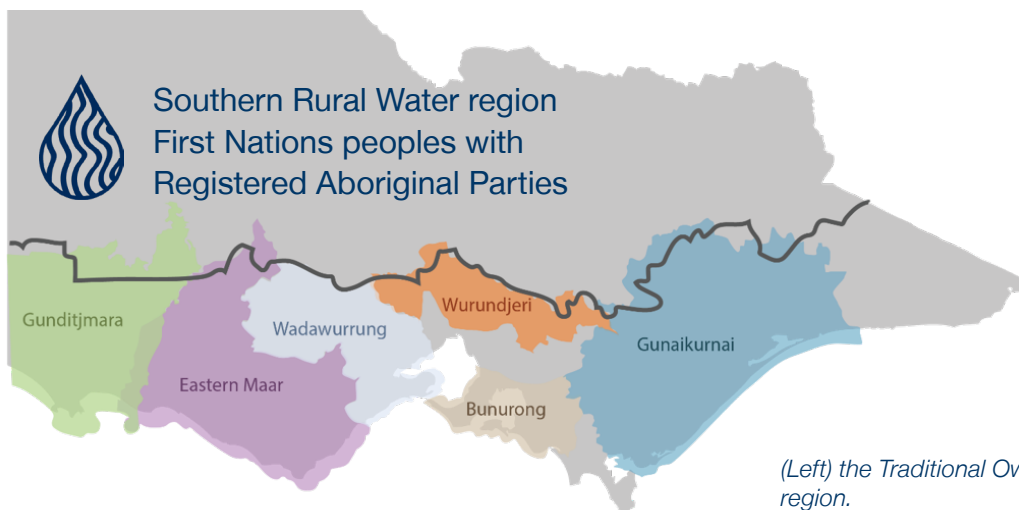 Southern Rural Water region
First Nations peoples with
Registered Aboriginal Parties
Gunditjmara
Wadawurrung
Wurundjeri
Gunaikurnai
Eastern Maar
Bunurong
(Left) the Traditional
region.